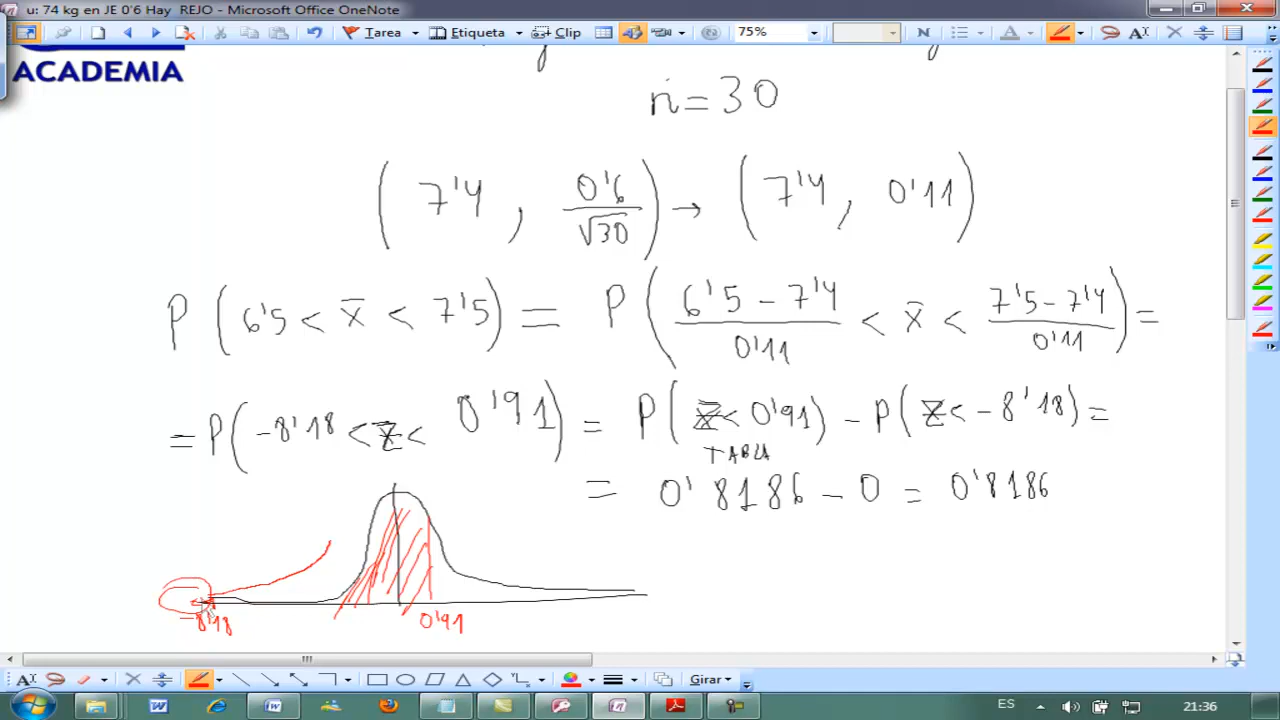 u: 74 kg en JE 0'6 Hay REJO - Microsoft Office OneNote
Tarea Etiqueta Clip 75% N A A
ACADEMIA
n=30
( 7'4 , 0'6/√30 ) → ( 7'4 , 0'11 )
P ( 6'5 < x̄ < 7'5 ) = P ( 6'5 - 7'4 / 0'11 < x̄ < 7'5 - 7'4 / 0'11 ) =
= P( -8'18 < z < 0'91 ) = P ( z < 0'91 ) - P ( z < -8'18 ) =
TABLA
= 0'8186 - 0 = 0'8186
-8'18 0'91
A Girar
ES 21:36